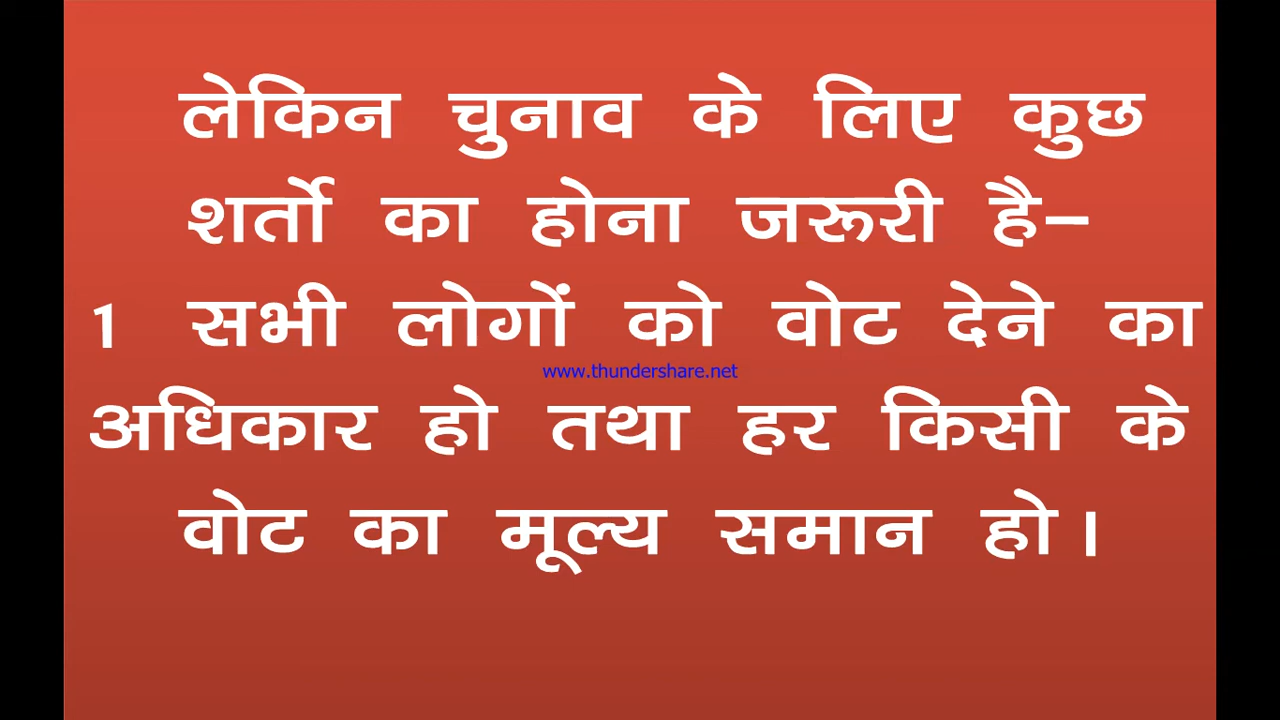 लेकिन चुनाव के लिए कुछ
शर्तो का होना जरूरी है–
1 सभी लोगों को वोट देने का
www.thundershare.net
अधिकार हो तथा हर किसी के
वोट का मूल्य समान हो।